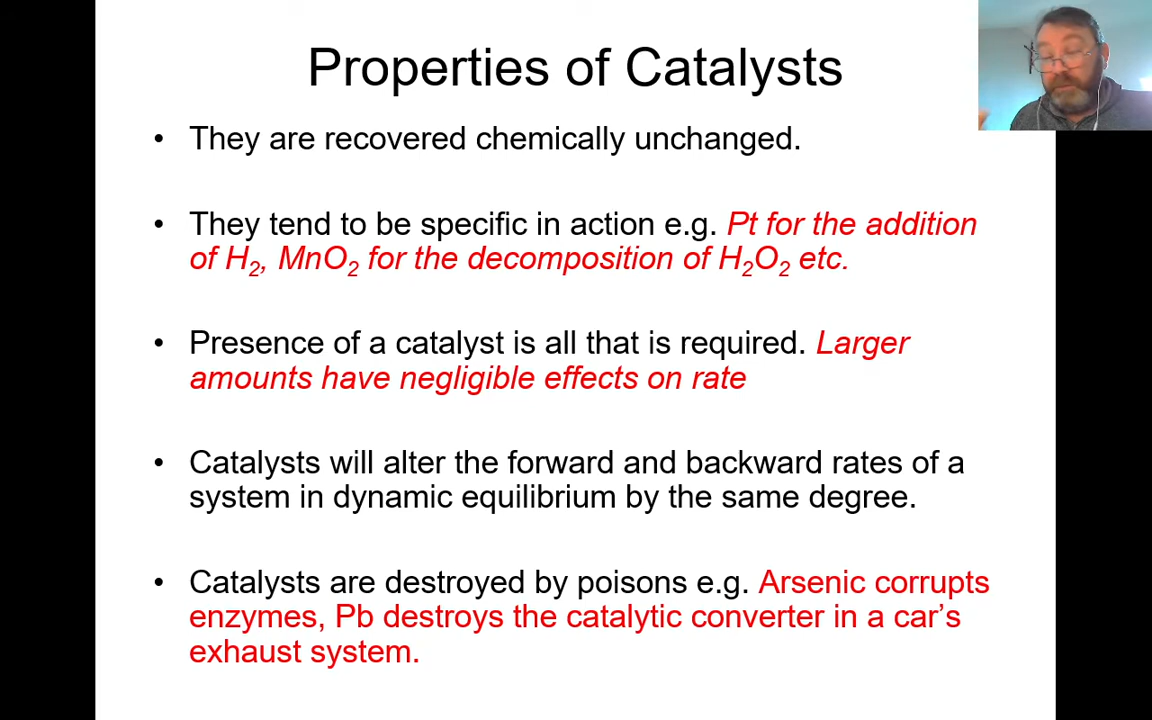 Properties of Catalysts
• They are recovered chemically unchanged.
• They tend to be specific in action e.g. Pt for the addition
of H₂, MnO₂ for the decomposition of H₂O₂ etc.
• Presence of a catalyst is all that is required. Larger
amounts have negligible effects on rate
• Catalysts will alter the forward and backward rates of a
system in dynamic equilibrium by the same degree.
• Catalysts are destroyed by poisons e.g. Arsenic corrupts
enzymes, Pb destroys the catalytic converter in a car’s
exhaust system.